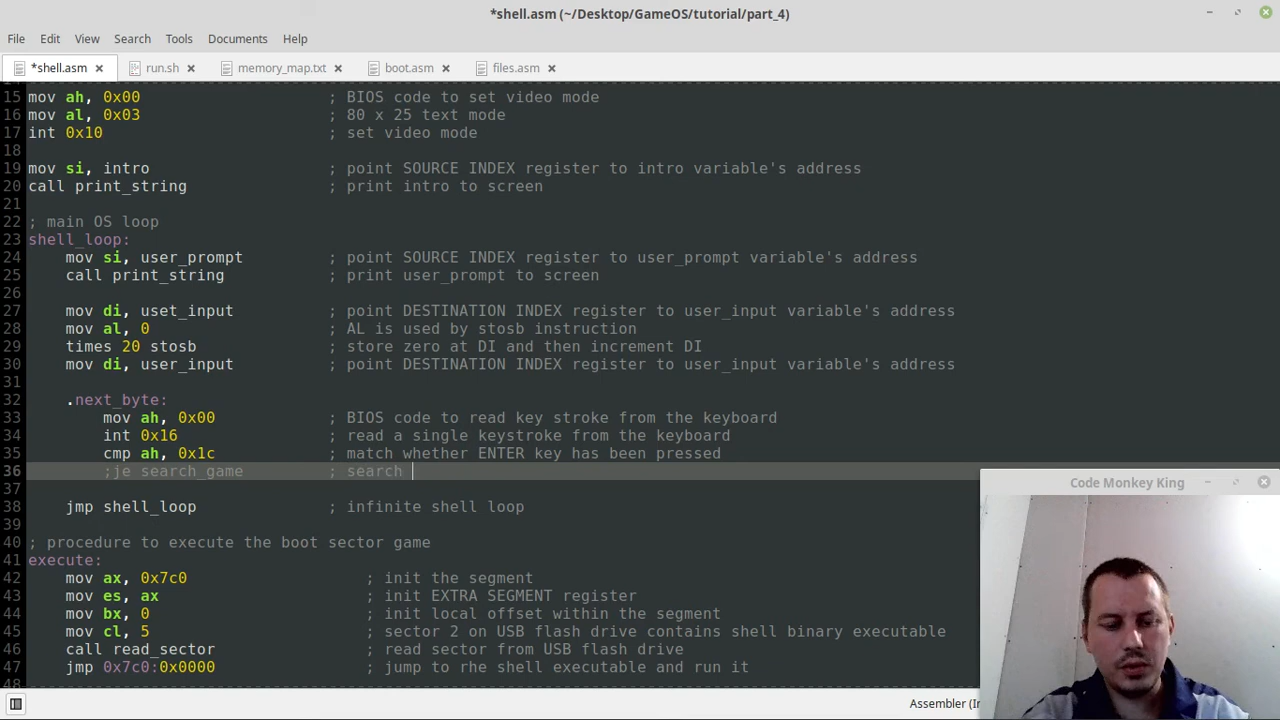 *shell.asm (~/Desktop/GameOS/tutorial/part_4)
File Edit View Search Tools Documents Help
*shell.asm run.sh memory_map.txt boot.asm files.asm
15 mov ah, 0x00 ; BIOS code to set video mode
16 mov al, 0x03 ; 80 x 25 text mode
17 int 0x10 ; set video mode
18
19 mov si, intro ; point SOURCE INDEX register to intro variable's address
20 call print_string ; print intro to screen
21
22 ; main OS loop
23 shell_loop:
24 mov si, user_prompt ; point SOURCE INDEX register to user_prompt variable's address
25 call print_string ; print user_prompt to screen
26
27 mov di, uset_input ; point DESTINATION INDEX register to user_input variable's address
28 mov al, 0 ; AL is used by stosb instruction
29 times 20 stosb ; store zero at DI and then increment DI
30 mov di, user_input ; point DESTINATION INDEX register to user_input variable's address
31
32 .next_byte:
33 mov ah, 0x00 ; BIOS code to read key stroke from the keyboard
34 int 0x16 ; read a single keystroke from the keyboard
35 cmp ah, 0x1c ; match whether ENTER key has been pressed
36 ;je search_game ; search
37
38 jmp shell_loop ; infinite shell loop
39
40 ; procedure to execute the boot sector game
41 execute:
42 mov ax, 0x7c0 ; init the segment
43 mov es, ax ; init EXTRA SEGMENT register
44 mov bx, 0 ; init local offset within the segment
45 mov cl, 5 ; sector 2 on USB flash drive contains shell binary executable
46 call read_sector ; read sector from USB flash drive
47 jmp 0x7c0:0x0000 ; jump to rhe shell executable and run it
48
Code Monkey King
Assembler (In